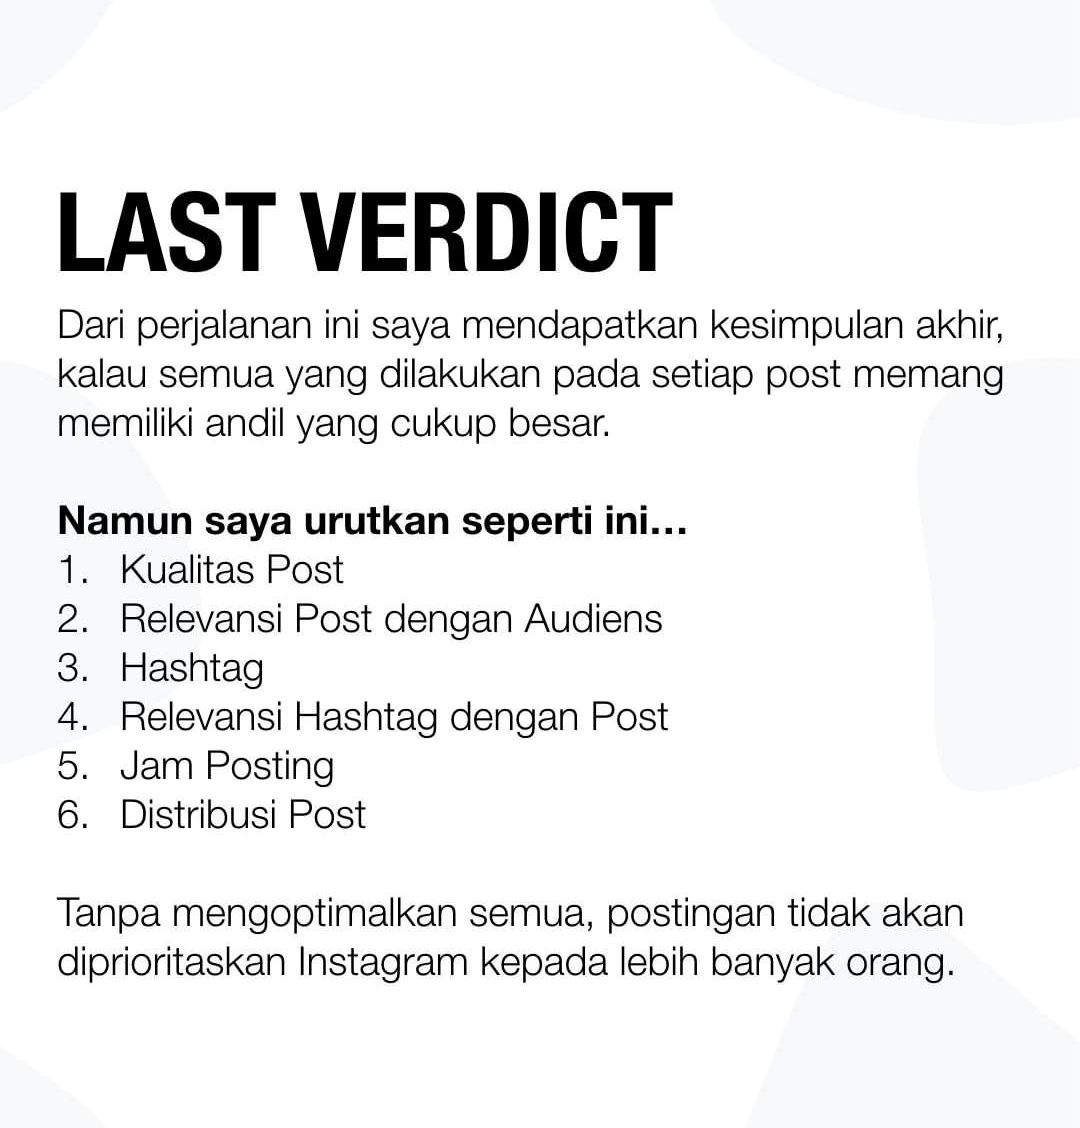 LAST VERDICT
Dari perjalanan ini saya mendapatkan kesimpulan akhir,
kalau semua yang dilakukan pada setiap post memang
memiliki andil yang cukup besar.
Namun saya urutkan seperti ini...
1. Kualitas Post
2. Relevansi Post dengan Audiens
3. Hashtag
4. Relevansi Hashtag dengan Post
5. Jam Posting
6. Distribusi Post
Tanpa mengoptimalkan semua, postingan tidak akan
diprioritaskan Instagram kepada lebih banyak orang.